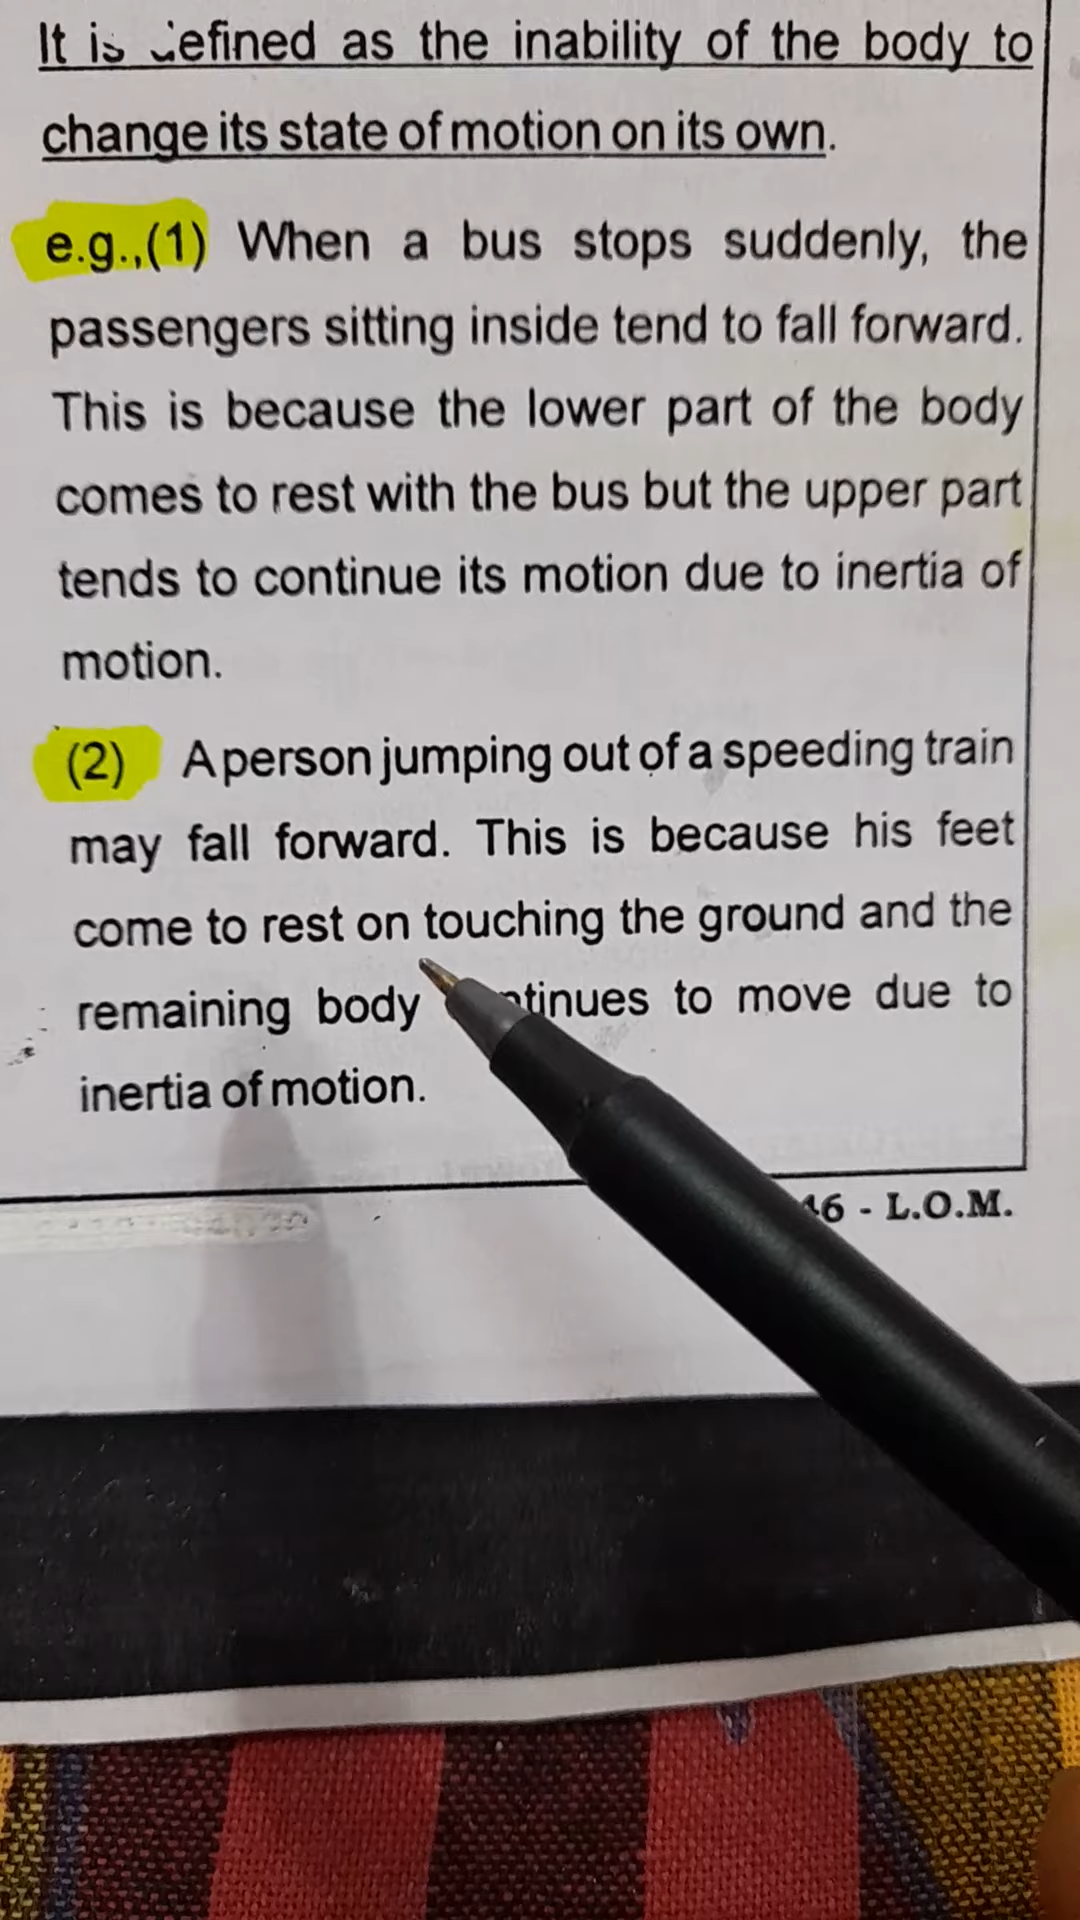 It is defined as the inability of the body to
change its state of motion on its own.
e.g.,(1) When a bus stops suddenly, the
passengers sitting inside tend to fall forward.
This is because the lower part of the body
comes to rest with the bus but the upper part
tends to continue its motion due to inertia of
motion.
(2) A person jumping out of a speeding train
may fall forward. This is because his feet
come to rest on touching the ground and the
remaining body continues to move due to
inertia of motion.
46 - L.O.M.